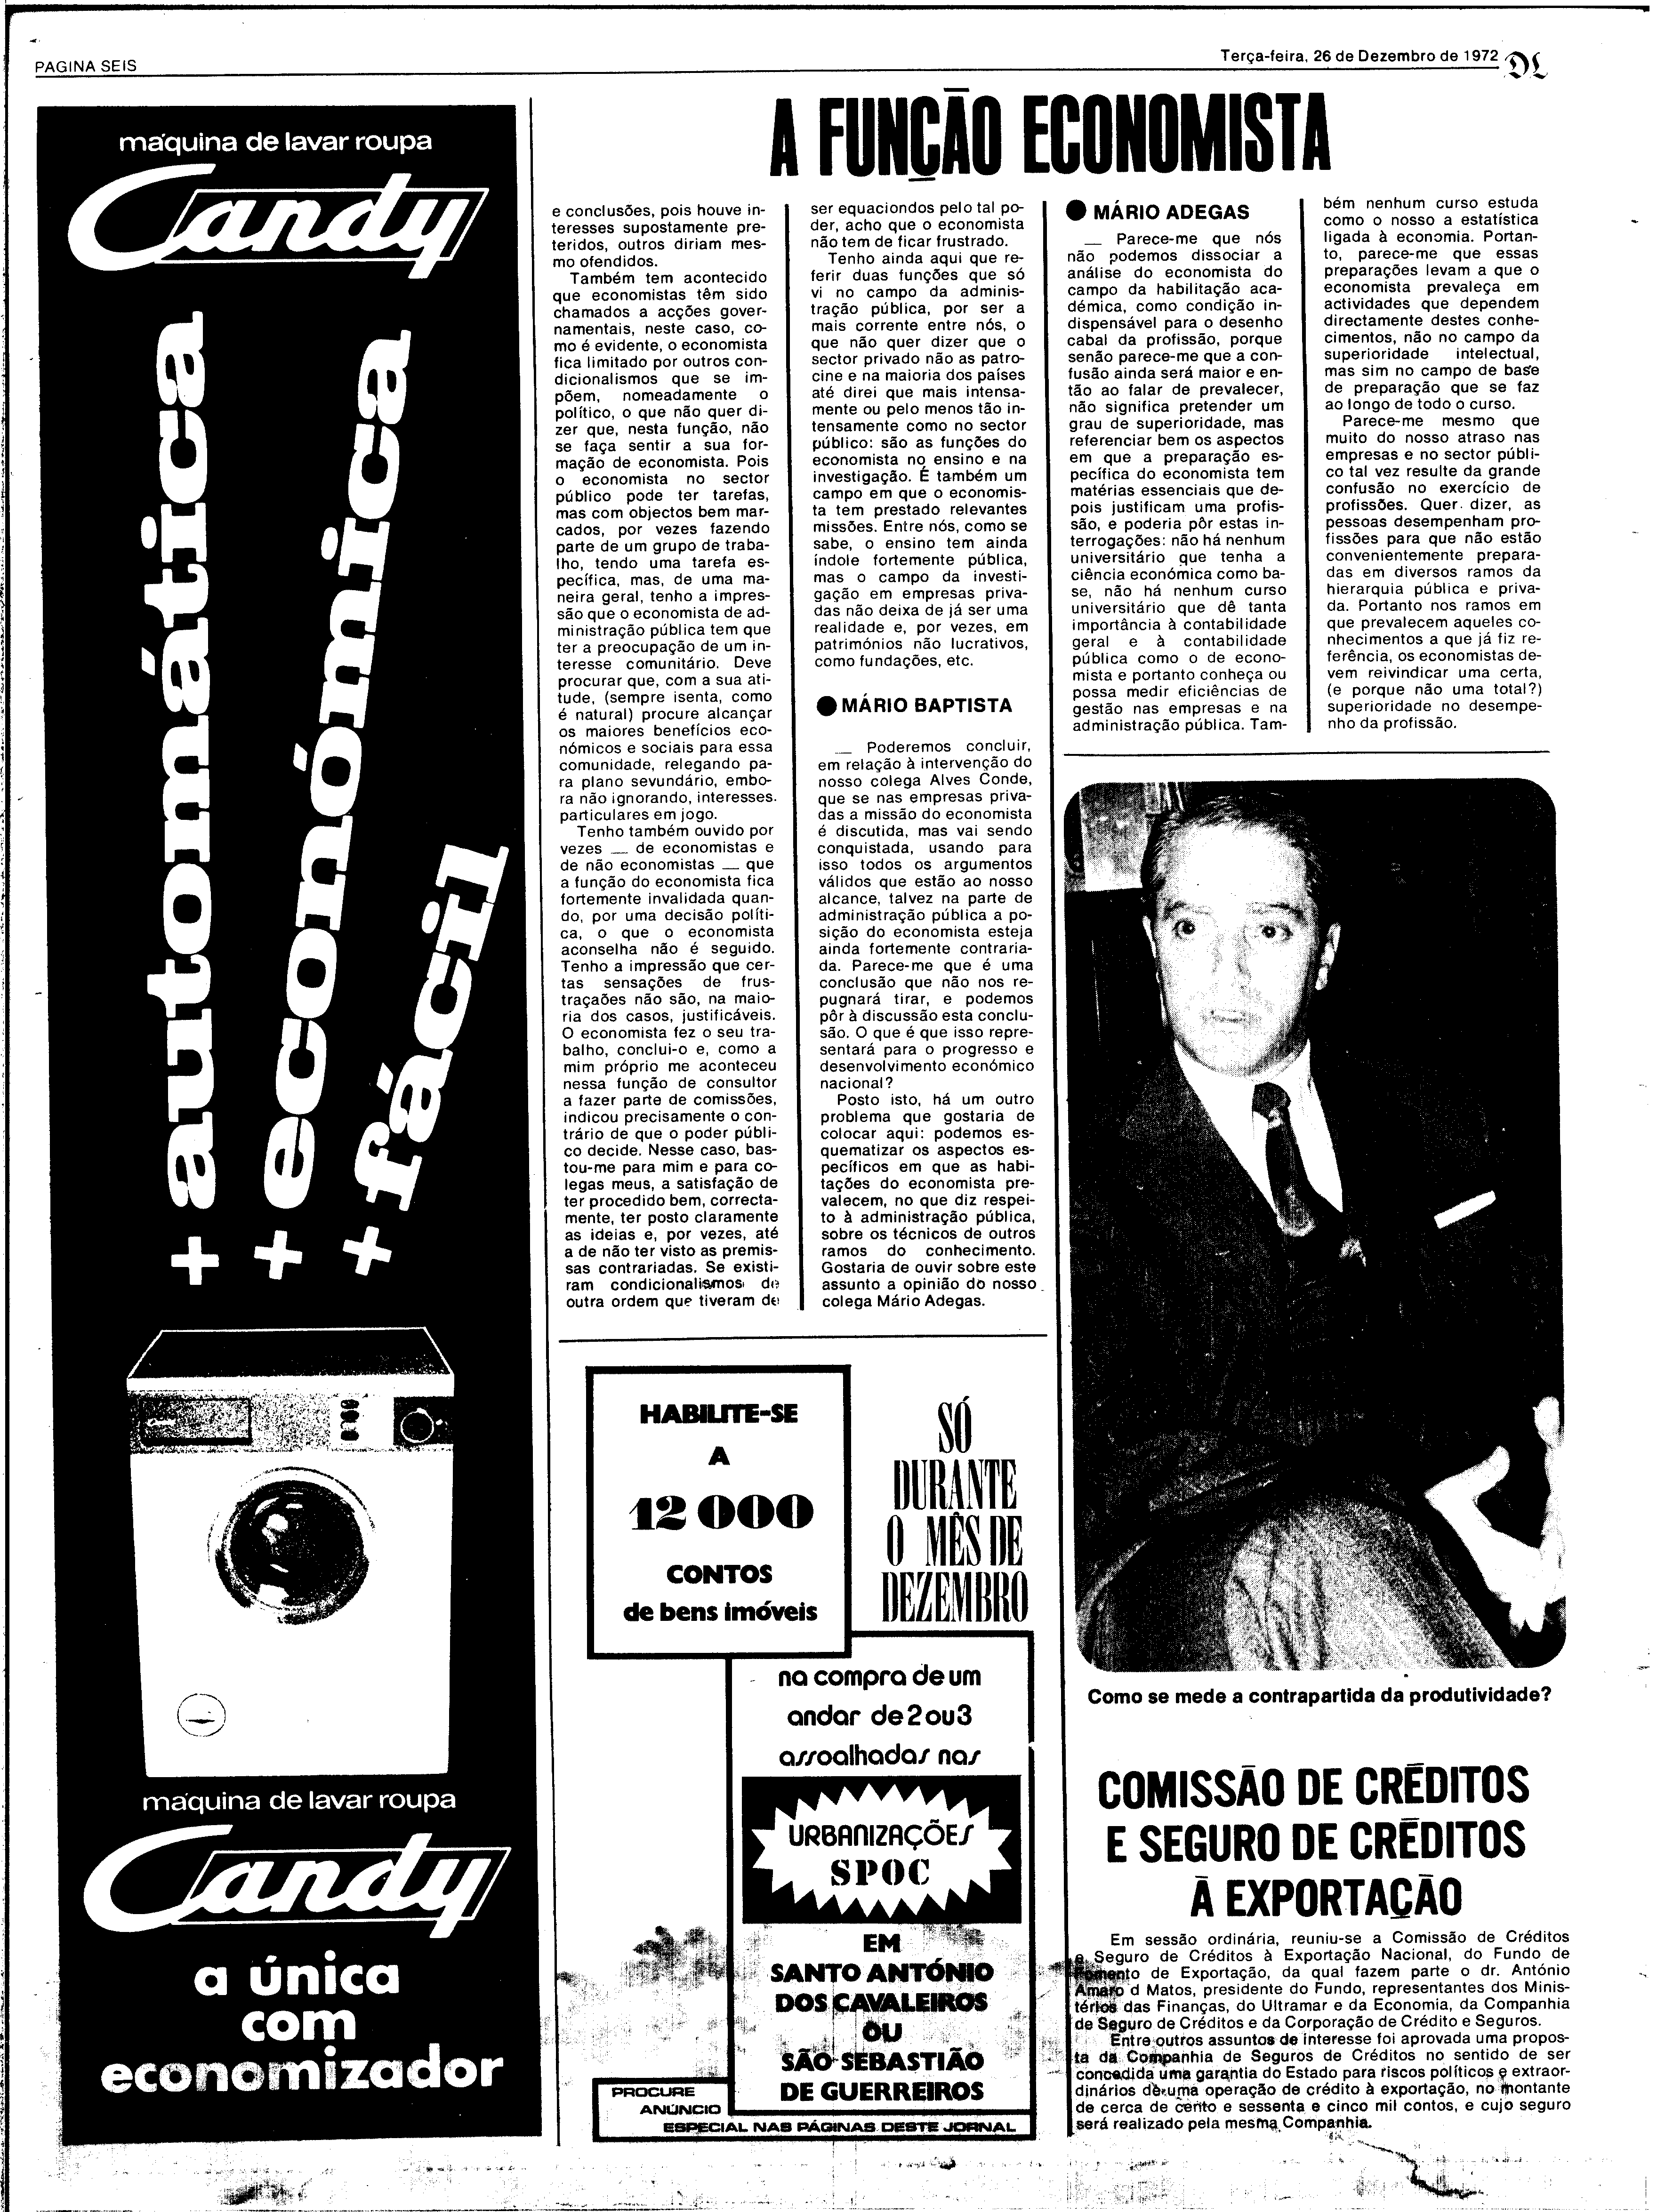 PAGINA SEIS
Terça-feira, 26 de Dezembro de 1972
DL
máquina de lavar roupa
Candy
+ automática
+ económica
+ fácil
máquina de lavar roupa
Candy
a única
com
economizador
A FUNÇÃO ECONOMISTA
e conclusões, pois houve in-
teresses supostamente pre-
teridos, outros diriam mes-
mo ofendidos.
Também tem acontecido
que economistas têm sido
chamados a acções gover-
namentais, neste caso, co-
mo é evidente, o economista
fica limitado por outros con-
dicionalismos que se im-
põem, nomeadamente o
político, o que não quer di-
zer que, nesta função, não
se faça sentir a sua for-
mação de economista. Pois
o economista no sector
público pode ter tarefas,
mas com objectos bem mar-
cados, por vezes fazendo
parte de um grupo de traba-
lho, tendo uma tarefa es-
pecífica, mas, de uma ma-
neira geral, tenho a impres-
são que o economista de ad-
ministração pública tem que
ter a preocupação de um in-
teresse comunitário. Deve
procurar que, com a sua ati-
tude, (sempre isenta, como
é natural) procure alcançar
os maiores benefícios eco-
nómicos e sociais para essa
comunidade, relegando pa-
ra plano sevundário, embo-
ra não ignorando, interesses.
particulares em jogo.
Tenho também ouvido por
vezes — de economistas e
de não economistas — que
a função do economista fica
fortemente invalidada quan-
do, por uma decisão políti-
ca, o que o economista
aconselha não é seguido.
Tenho a impressão que cer-
tas sensações de frus-
traçaões não são, na maio-
ria dos casos, justificáveis.
O economista fez o seu tra-
balho, conclui-o e, como a
mim próprio me aconteceu
nessa função de consultor
a fazer parte de comissões,
indicou precisamente o con-
trário de que o poder públi-
co decide. Nesse caso, bas-
tou-me para mim e para co-
legas meus, a satisfação de
ter procedido bem, correcta-
mente, ter posto claramente
as ideias e, por vezes, até
a de não ter visto as premis-
sas contrariadas. Se existi-
ram condicionalismos de
outra ordem que tiveram de
ser equaciondos pelo tal po-
der, acho que o economista
não tem de ficar frustrado.
Tenho ainda aqui que re-
ferir duas funções que só
vi no campo da adminis-
tração pública, por ser a
mais corrente entre nós, o
que não quer dizer que o
sector privado não as patro-
cine e na maioria dos países
até direi que mais intensa-
mente ou pelo menos tão in-
tensamente como no sector
público: são as funções do
economista no ensino e na
investigação. É também um
campo em que o economis-
ta tem prestado relevantes
missões. Entre nós, como se
sabe, o ensino tem ainda
índole fortemente pública,
mas o campo da investi-
gação em empresas priva-
das não deixa de já ser uma
realidade e, por vezes, em
patrimónios não lucrativos,
como fundações, etc.
● MÁRIO BAPTISTA
— Poderemos concluir,
em relação à intervenção do
nosso colega Alves Conde,
que se nas empresas priva-
das a missão do economista
é discutida, mas vai sendo
conquistada, usando para
isso todos os argumentos
válidos que estão ao nosso
alcance, talvez na parte de
administração pública a po-
sição do economista esteja
ainda fortemente contraria-
da. Parece-me que é uma
conclusão que não nos re-
pugnará tirar, e podemos
pôr à discussão esta conclu-
são. O que é que isso repre-
sentará para o progresso e
desenvolvimento económico
nacional?
Posto isto, há um outro
problema que gostaria de
colocar aqui: podemos es-
quematizar os aspectos es-
pecíficos em que as habi-
tações do economista pre-
valecem, no que diz respei-
to à administração pública,
sobre os técnicos de outros
ramos do conhecimento.
Gostaria de ouvir sobre este
assunto a opinião do nosso
colega Mário Adegas.
● MÁRIO ADEGAS
— Parece-me que nós
não podemos dissociar a
análise do economista do
campo da habilitação aca-
démica, como condição in-
dispensável para o desenho
cabal da profissão, porque
senão parece-me que a con-
fusão ainda será maior e en-
tão ao falar de prevalecer,
não significa pretender um
grau de superioridade, mas
referenciar bem os aspectos
em que a preparação es-
pecífica do economista tem
matérias essenciais que de-
pois justificam uma profis-
são, e poderia pôr estas in-
terrogações: não há nenhum
universitário que tenha a
ciência económica como ba-
se, não há nenhum curso
universitário que dê tanta
importância à contabilidade
geral e à contabilidade
pública como o de econo-
mista e portanto conheça ou
possa medir eficiências de
gestão nas empresas e na
administração pública. Tam-
bém nenhum curso estuda
como o nosso a estatística
ligada à economia. Portan-
to, parece-me que essas
preparações levam a que o
economista prevaleça em
actividades que dependem
directamente destes conhe-
cimentos, não no campo da
superioridade intelectual,
mas sim no campo de base
de preparação que se faz
ao longo de todo o curso.
Parece-me mesmo que
muito do nosso atraso nas
empresas e no sector públi-
co tal vez resulte da grande
confusão no exercício de
profissões. Quer dizer, as
pessoas desempenham pro-
fissões para que não estão
convenientemente prepara-
das em diversos ramos da
hierarquia pública e priva-
da. Portanto nos ramos em
que prevalecem aqueles co-
nhecimentos a que já fiz re-
ferência, os economistas de-
vem reivindicar uma certa,
(e porque não uma total?)
superioridade no desempe-
nho da profissão.
Como se mede a contrapartida da produtividade?
HABILITE-SE
A
12 000
CONTOS
de bens imóveis
SÓ
DURANTE
O MÊS DE
DEZEMBRO
na compra de um
andar de 2 ou 3
assoalhadas nas
URBANIZAÇÕES
SPOC
EM
SANTO ANTÓNIO
DOS CAVALEIROS
OU
SÃO SEBASTIÃO
DE GUERREIROS
PROCURE
ANÚNCIO
ESPECIAL NAS PÁGINAS DESTE JORNAL
COMISSÃO DE CRÉDITOS
E SEGURO DE CRÉDITOS
À EXPORTAÇÃO
Em sessão ordinária, reuniu-se a Comissão de Créditos
e Seguro de Créditos à Exportação Nacional, do Fundo de
Fomento de Exportação, da qual fazem parte o dr. António
Amaro d Matos, presidente do Fundo, representantes dos Minis-
térios das Finanças, do Ultramar e da Economia, da Companhia
de Seguro de Créditos e da Corporação de Crédito e Seguros.
Entre outros assuntos de interesse foi aprovada uma propos-
ta da Companhia de Seguros de Créditos no sentido de ser
concedida uma garantia do Estado para riscos políticos e extraor-
dinários de uma operação de crédito à exportação, no montante
de cerca de cento e sessenta e cinco mil contos, e cujo seguro
será realizado pela mesma Companhia.